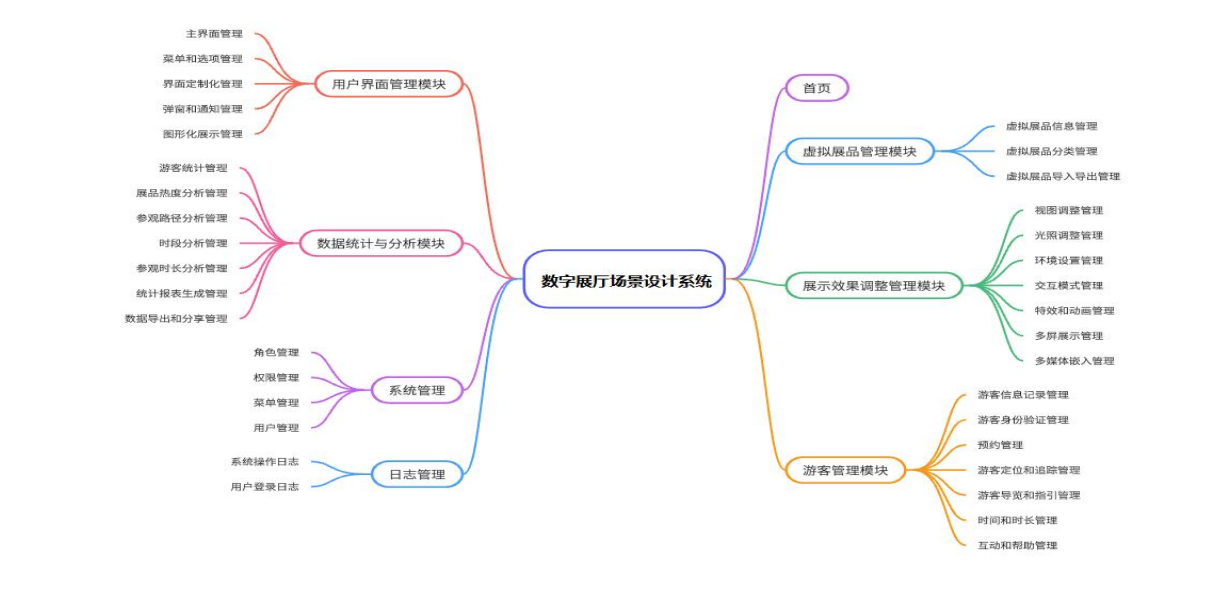 数字展厅场景设计系统
首页
虚拟展品管理模块
虚拟展品信息管理
虚拟展品分类管理
虚拟展品导入导出管理
展示效果调整管理模块
视图调整管理
光照调整管理
环境设置管理
交互模式管理
特效和动画管理
多屏展示管理
多媒体嵌入管理
游客管理模块
游客信息记录管理
游客身份验证管理
预约管理
游客定位和追踪管理
游客导览和指引管理
时间和时长管理
互动和帮助管理
用户界面管理模块
主界面管理
菜单和选项管理
界面定制化管理
弹窗和通知管理
图形化展示管理
数据统计与分析模块
游客统计管理
展品热度分析管理
参观路径分析管理
时段分析管理
参观时长分析管理
统计报表生成管理
数据导出和分享管理
系统管理
角色管理
权限管理
菜单管理
用户管理
日志管理
系统操作日志
用户登录日志